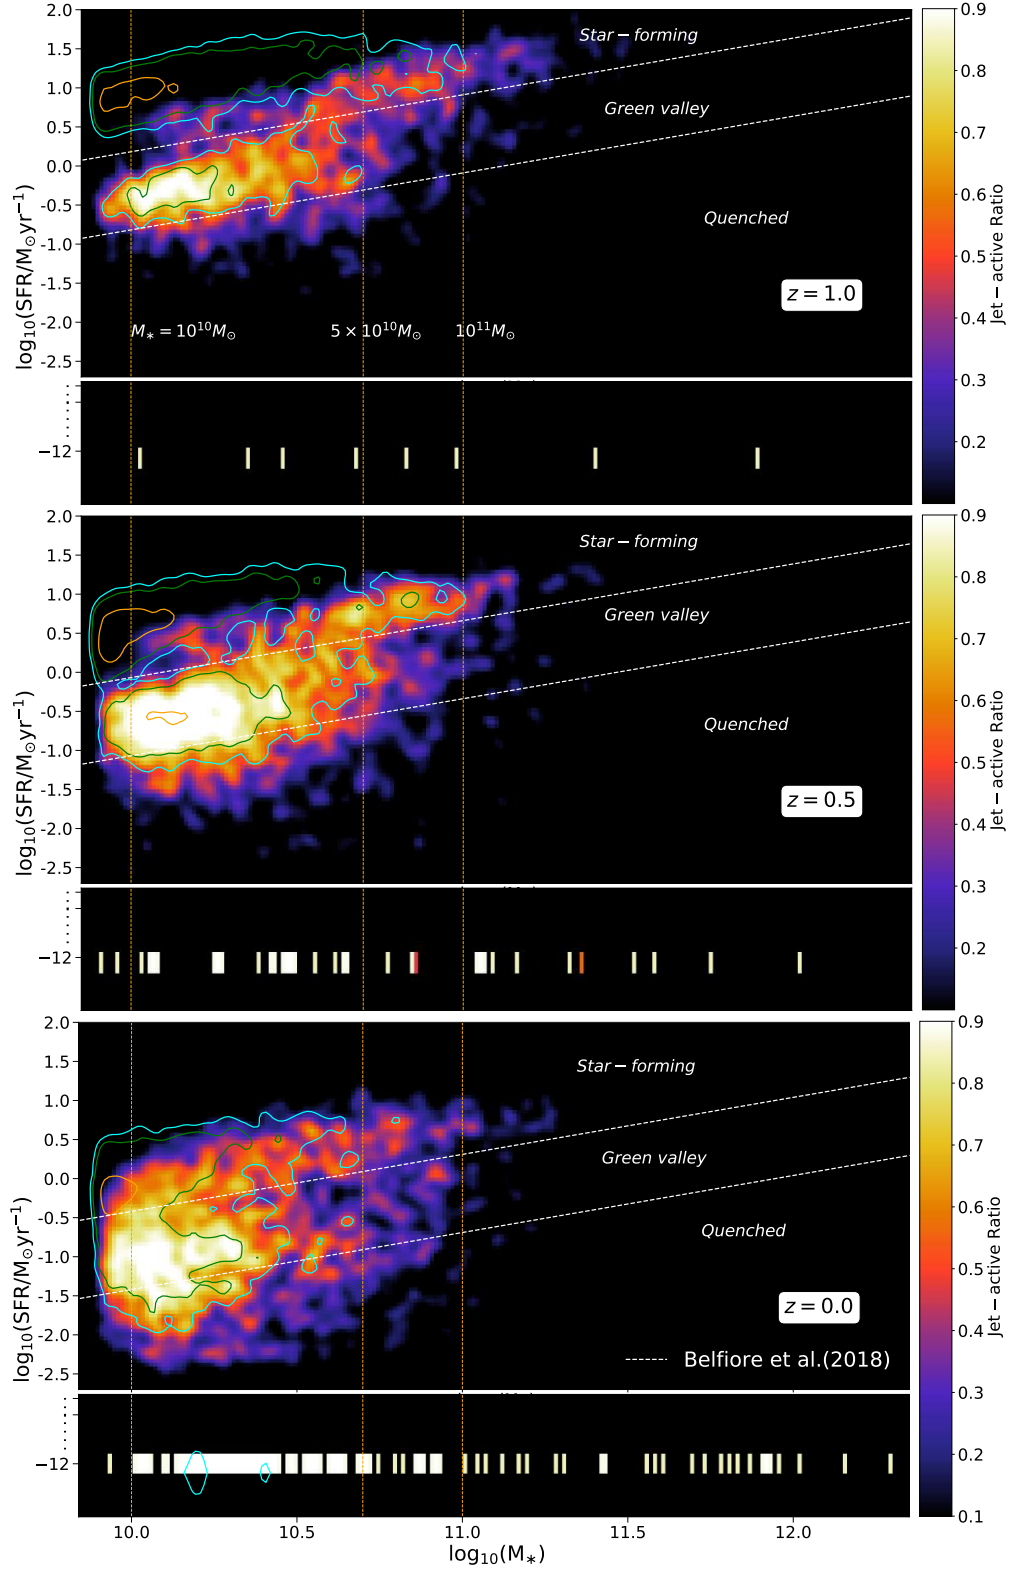 2.0
1.5
1.0
0.5
0.0
-0.5
-1.0
-1.5
-2.0
-2.5
log₁₀(SFR/M⊙yr⁻¹)
Star − forming
Green valley
Quenched
z = 1.0
M∗ = 10¹⁰M⊙
5 × 10¹⁰M⊙
10¹¹M⊙
−12
0.9
0.8
0.7
0.6
0.5
0.4
0.3
0.2
Jet − active Ratio
2.0
1.5
1.0
0.5
0.0
-0.5
-1.0
-1.5
-2.0
-2.5
log₁₀(SFR/M⊙yr⁻¹)
Star − forming
Green valley
Quenched
z = 0.5
−12
0.9
0.8
0.7
0.6
0.5
0.4
0.3
0.2
Jet − active Ratio
2.0
1.5
1.0
0.5
0.0
-0.5
-1.0
-1.5
-2.0
-2.5
log₁₀(SFR/M⊙yr⁻¹)
Star − forming
Green valley
Quenched
z = 0.0
Belfiore et al.(2018)
−12
10.0 10.5 11.0 11.5 12.0
log₁₀(M∗)
0.9
0.8
0.7
0.6
0.5
0.4
0.3
0.2
0.1
Jet − active Ratio